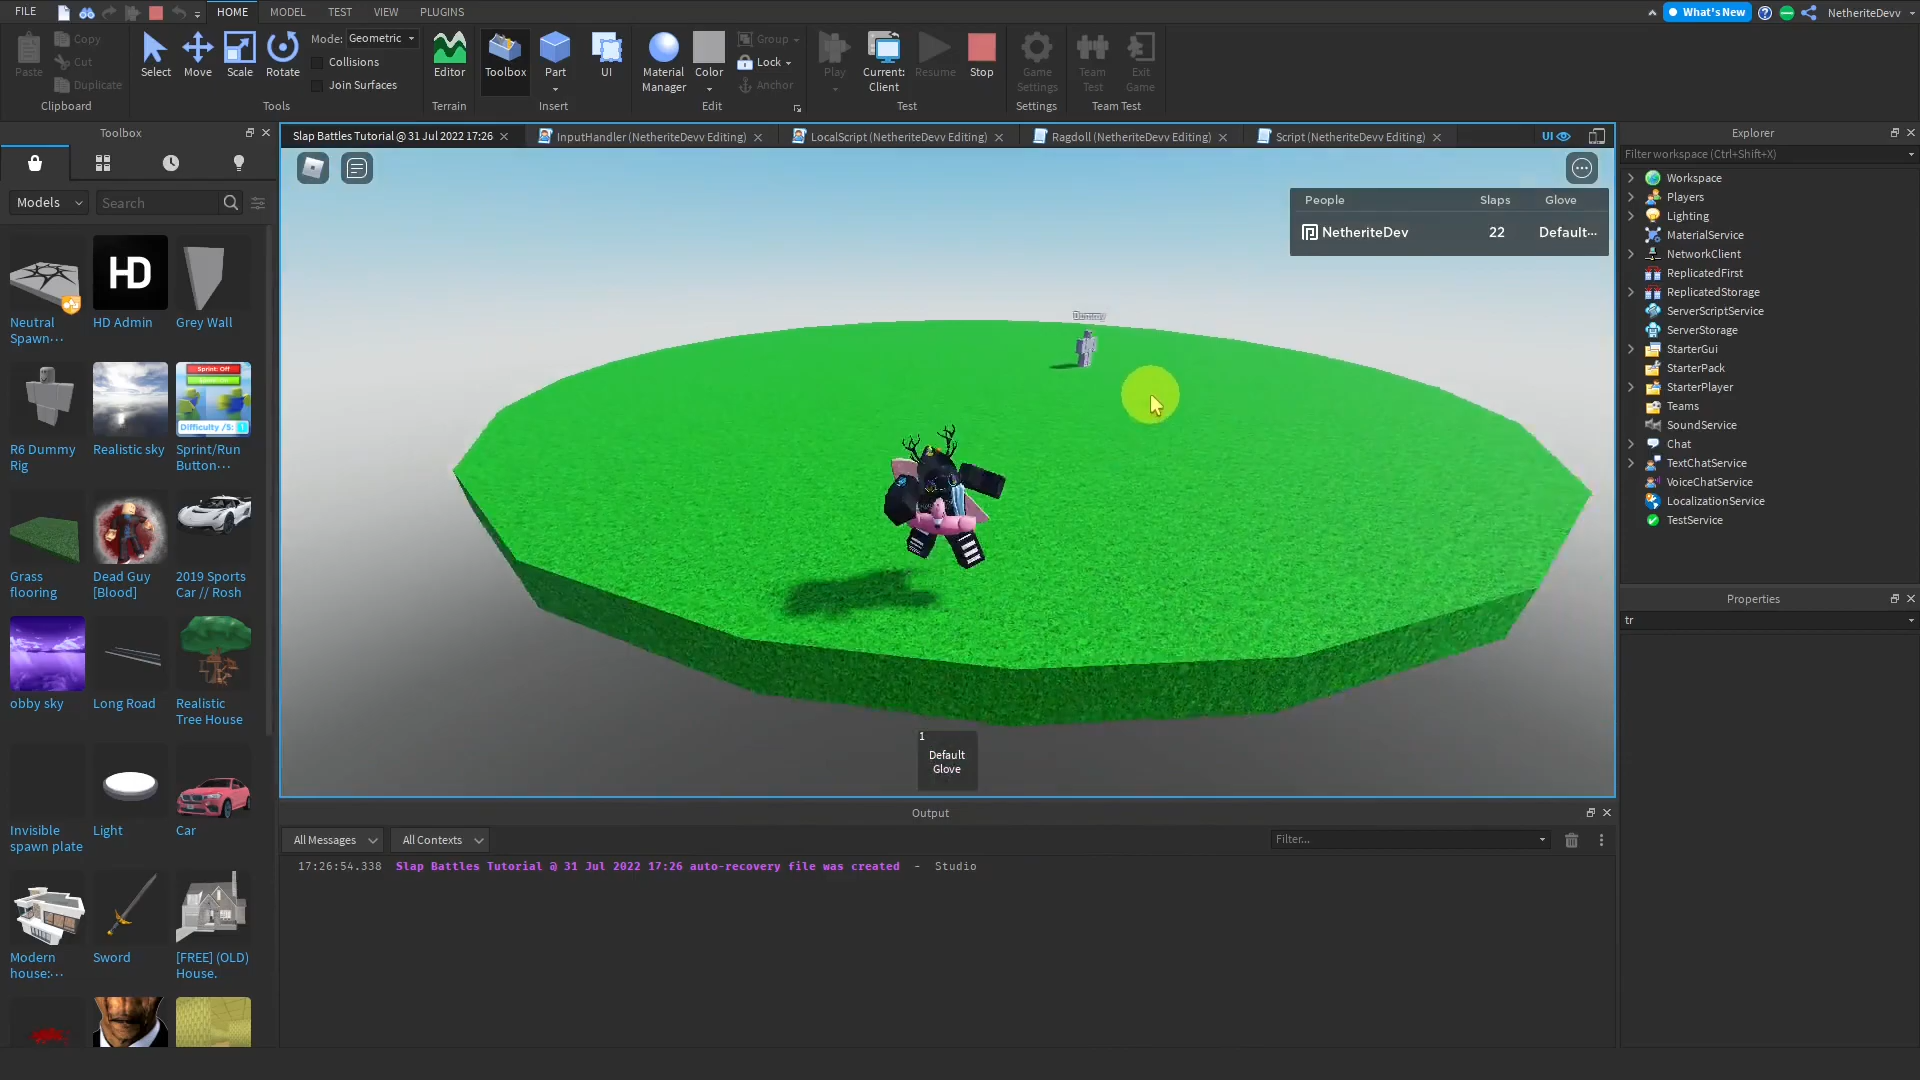 FILE
HOME
MODEL
TEST
VIEW
PLUGINS
What's New
NetheriteDevv
Paste
Copy
Cut
Duplicate
Clipboard
Select
Move
Scale
Rotate
Mode: Geometric
Collisions
Join Surfaces
Tools
Editor
Terrain
Toolbox
Part
UI
Insert
Material
Manager
Color
Group
Lock
Anchor
Edit
Play
Current:
Client
Resume
Stop
Test
Game
Settings
Settings
Team
Test
Exit
Game
Team Test
Toolbox
Models
Search
Neutral
Spawn...
HD
HD Admin
Grey Wall
R6 Dummy
Rig
Realistic sky
Sprint: Off
Difficulty /5: 1
Sprint/Run
Button...
Grass
flooring
Dead Guy
[Blood]
2019 Sports
Car // Rosh
obby sky
Long Road
Realistic
Tree House
Invisible
spawn plate
Light
Car
Modern
house:...
Sword
[FREE] (OLD)
House.
Slap Battles Tutorial @ 31 Jul 2022 17:26
InputHandler (NetheriteDevv Editing)
LocalScript (NetheriteDevv Editing)
Ragdoll (NetheriteDevv Editing)
Script (NetheriteDevv Editing)
UI
People Slaps Glove
NetheriteDev 22 Default...
Dummy
1
Default
Glove
Output
All Messages
All Contexts
Filter...
17:26:54.338 Slap Battles Tutorial @ 31 Jul 2022 17:26 auto-recovery file was created - Studio
Explorer
Filter workspace (Ctrl+Shift+X)
Workspace
Players
Lighting
MaterialService
NetworkClient
ReplicatedFirst
ReplicatedStorage
ServerScriptService
ServerStorage
StarterGui
StarterPack
StarterPlayer
Teams
SoundService
Chat
TextChatService
VoiceChatService
LocalizationService
TestService
Properties
tr